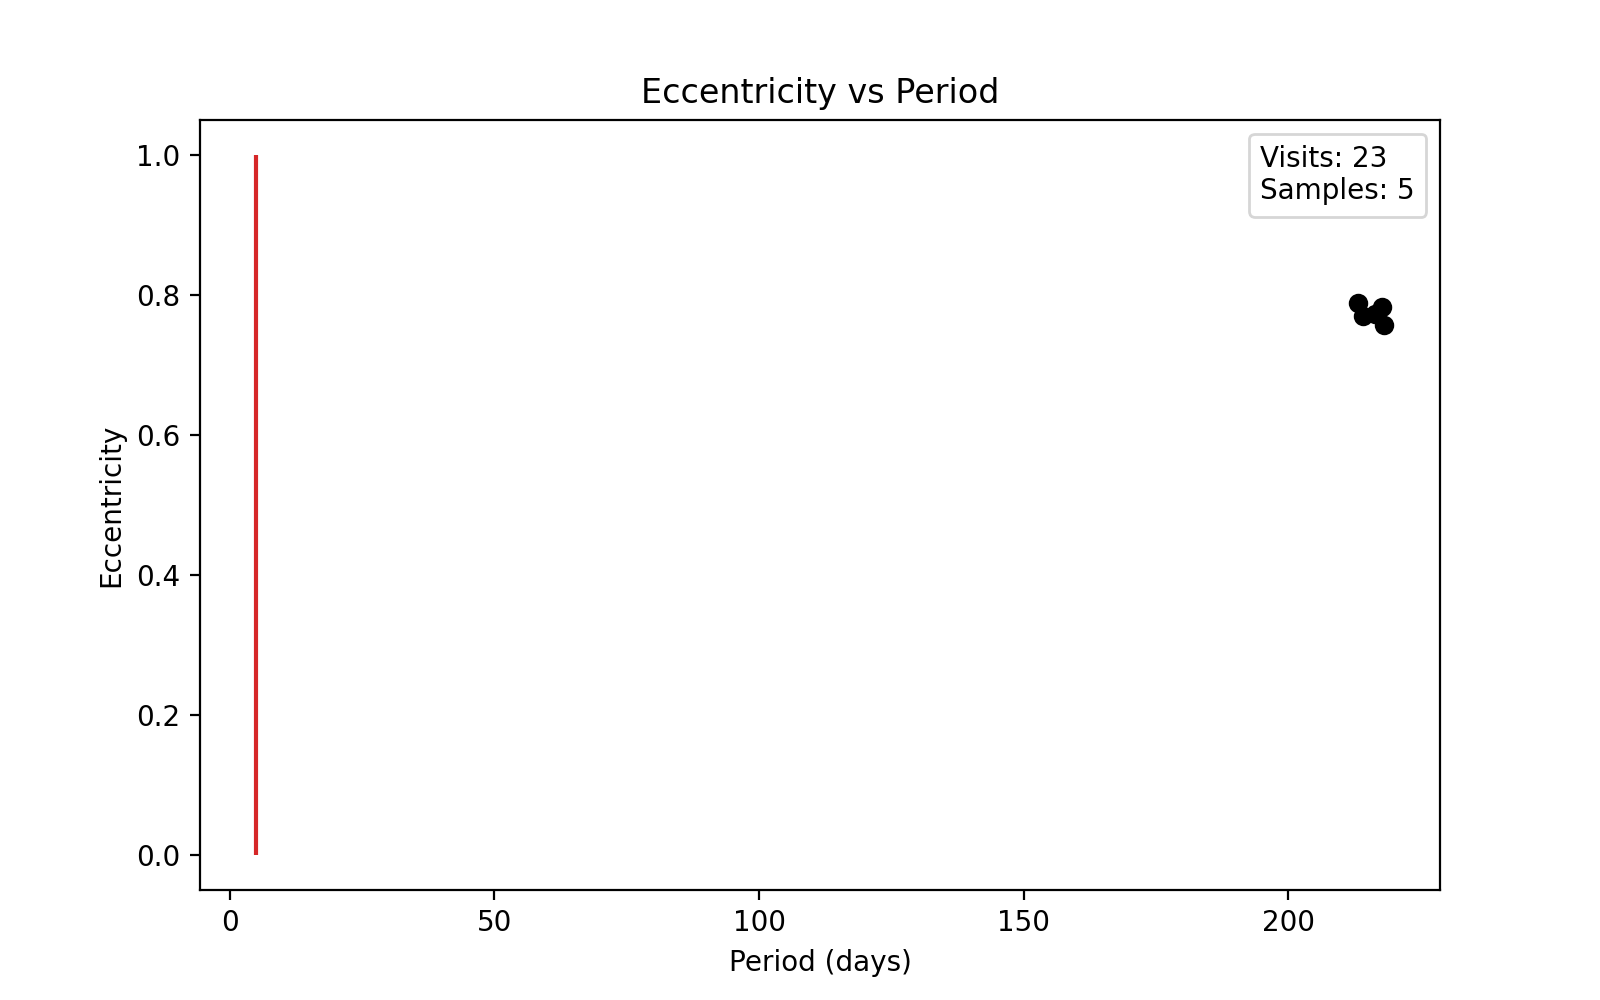 Eccentricity vs Period
Visits: 23
Samples: 5
1.0
0.8
0.6
0.4
0.2
0.0
Eccentricity
0 50 100 150 200
Period (days)